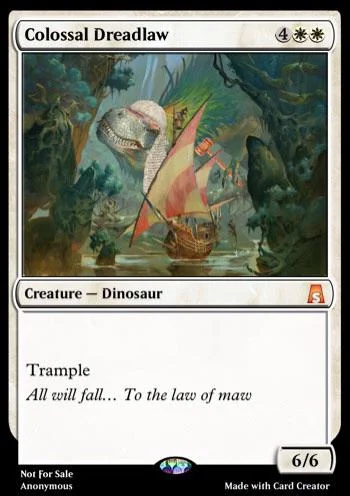 Colossal Dreadlaw 4
Creature — Dinosaur S
Trample
All will fall... To the law of maw
6/6
Not For Sale
Anonymous Made with Card Creator